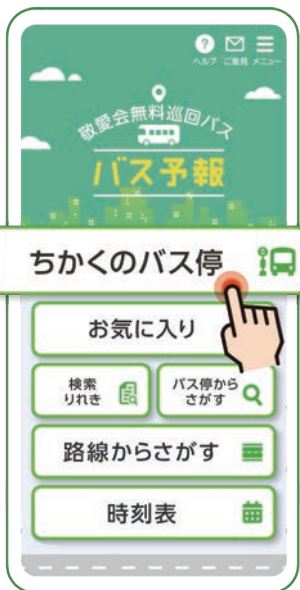 ヘルプ ご意見 メニュー
敬愛会無料巡回バス
バス予報
ちかくのバス停
お気に入り
検索
りれき
バス停から
さがす
路線からさがす
時刻表